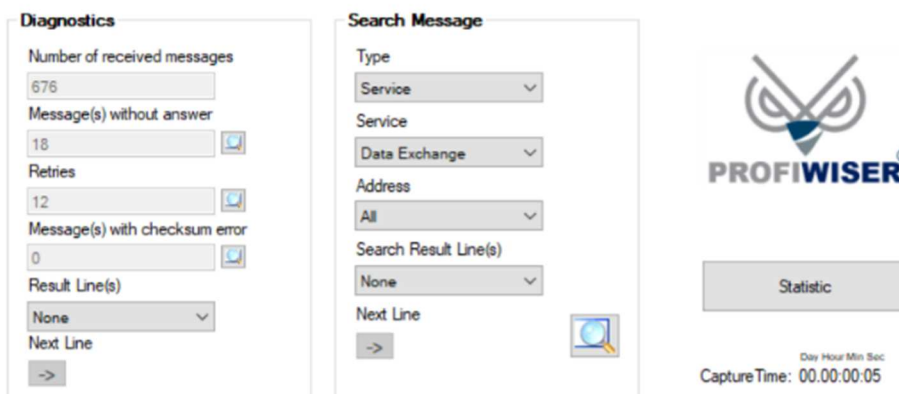 Diagnostics
Number of received messages
676
Message(s) without answer
18
Retries
12
Message(s) with checksum error
0
Result Line(s)
None
Next Line
->
Search Message
Type
Service
Service
Data Exchange
Address
All
Search Result Line(s)
None
Next Line
->
PROFIWISER
Statistic
Day Hour Min Sec
CaptureTime: 00.00:00:05